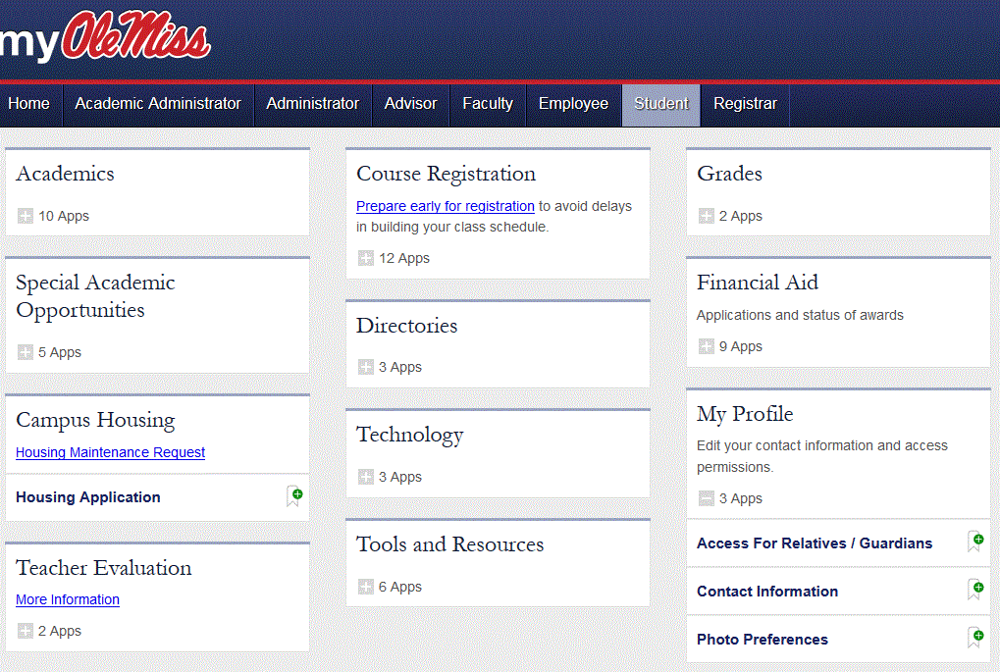 my Ole Miss
Home Academic Administrator Administrator Advisor Faculty Employee Student Registrar
Academics
10 Apps
Special Academic
Opportunities
5 Apps
Campus Housing
Housing Maintenance Request
Housing Application
Teacher Evaluation
More Information
2 Apps
Course Registration
Prepare early for registration to avoid delays
in building your class schedule.
12 Apps
Directories
3 Apps
Technology
3 Apps
Tools and Resources
6 Apps
Grades
2 Apps
Financial Aid
Applications and status of awards
9 Apps
My Profile
Edit your contact information and access
permissions.
3 Apps
Access For Relatives / Guardians
Contact Information
Photo Preferences